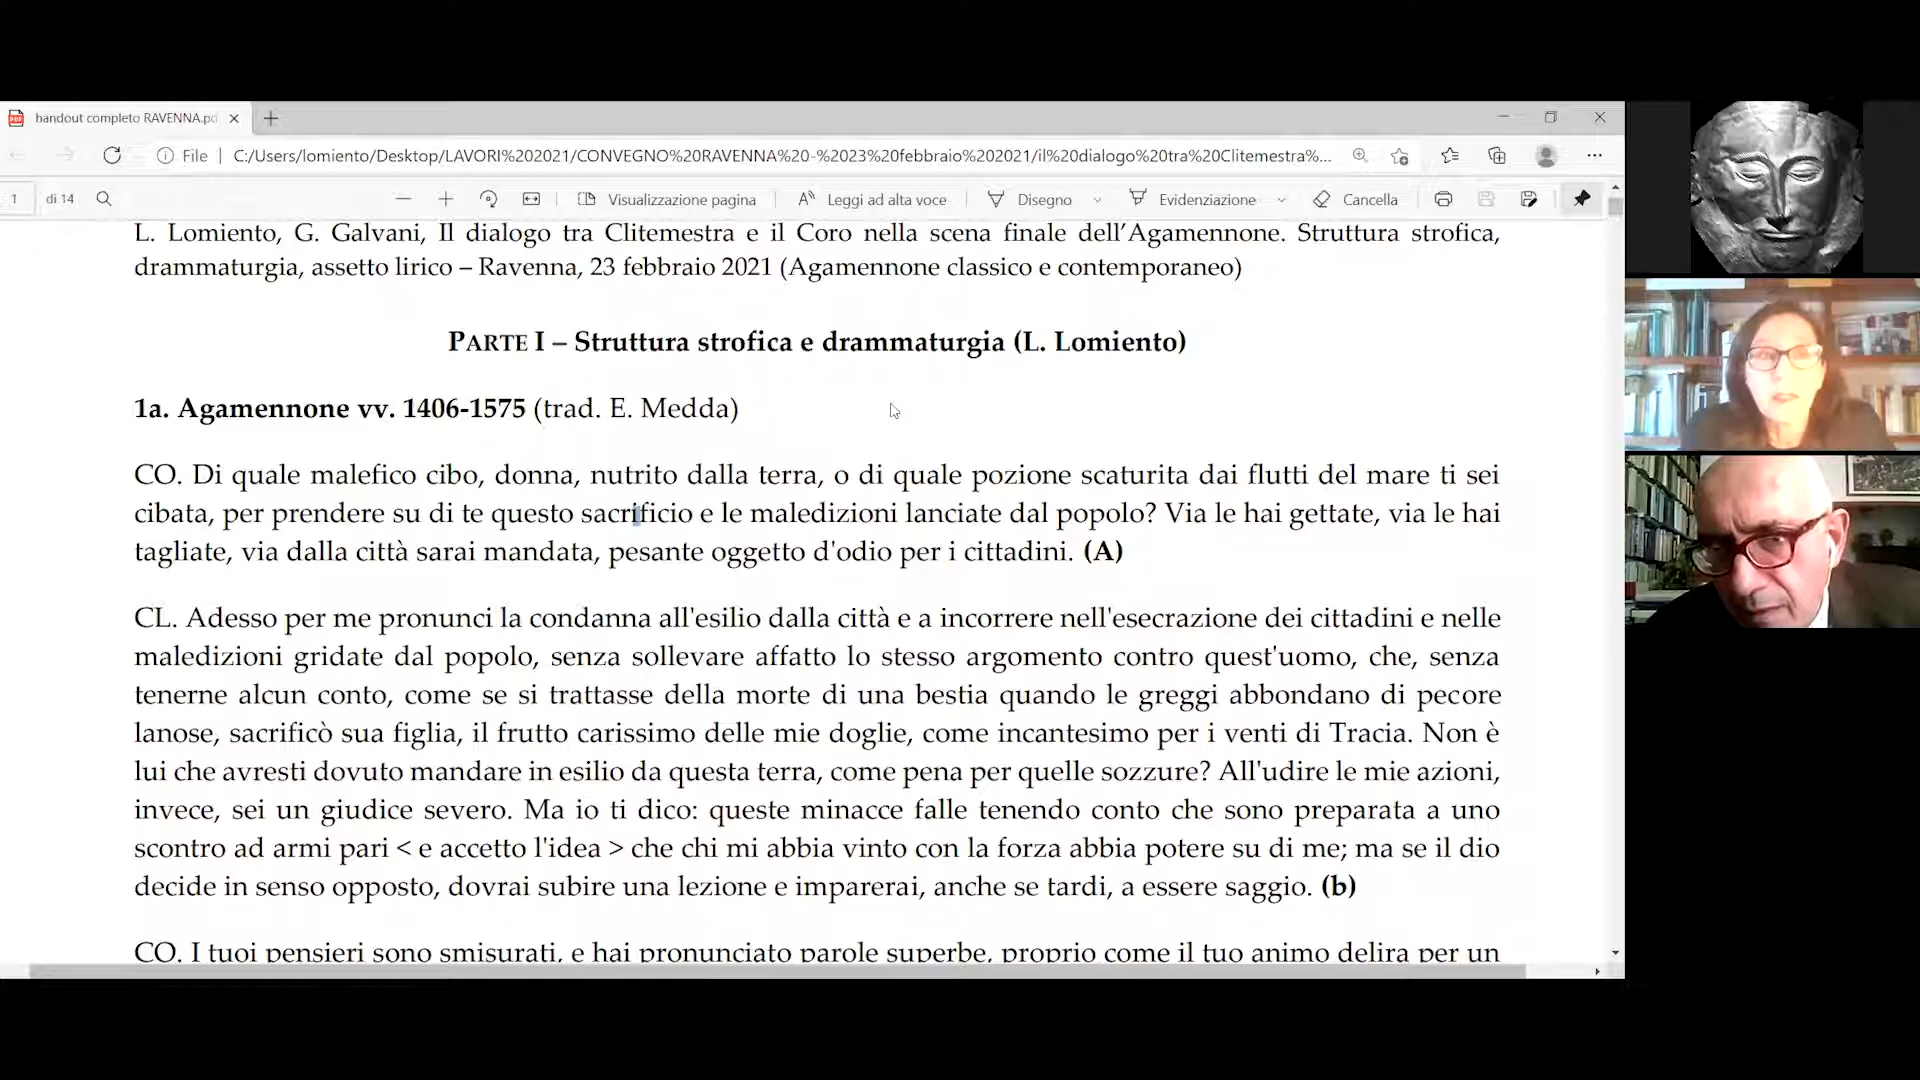 handout completo RAVENNA.pd
File
C:/Users/lomiento/Desktop/LAVORI%202021/CONVEGNO%20RAVENNA%20-%2023%20febbraio%202021/il%20dialogo%20tra%20Clitemestra%...
1 di 14
Visualizzazione pagina
Leggi ad alta voce
Disegno
Evidenziazione
Cancella
L. Lomiento, G. Galvani, Il dialogo tra Clitemestra e il Coro nella scena finale dell’Agamennone. Struttura strofica,
drammaturgia, assetto lirico – Ravenna, 23 febbraio 2021 (Agamennone classico e contemporaneo)
PARTE I – Struttura strofica e drammaturgia (L. Lomiento)
1a. Agamennone vv. 1406-1575 (trad. E. Medda)
CO. Di quale malefico cibo, donna, nutrito dalla terra, o di quale pozione scaturita dai flutti del mare ti sei
cibata, per prendere su di te questo sacrificio e le maledizioni lanciate dal popolo? Via le hai gettate, via le hai
tagliate, via dalla città sarai mandata, pesante oggetto d'odio per i cittadini. (A)
CL. Adesso per me pronunci la condanna all'esilio dalla città e a incorrere nell'esecrazione dei cittadini e nelle
maledizioni gridate dal popolo, senza sollevare affatto lo stesso argomento contro quest'uomo, che, senza
tenerne alcun conto, come se si trattasse della morte di una bestia quando le greggi abbondano di pecore
lanose, sacrificò sua figlia, il frutto carissimo delle mie doglie, come incantesimo per i venti di Tracia. Non è
lui che avresti dovuto mandare in esilio da questa terra, come pena per quelle sozzure? All'udire le mie azioni,
invece, sei un giudice severo. Ma io ti dico: queste minacce falle tenendo conto che sono preparata a uno
scontro ad armi pari < e accetto l'idea > che chi mi abbia vinto con la forza abbia potere su di me; ma se il dio
decide in senso opposto, dovrai subire una lezione e imparerai, anche se tardi, a essere saggio. (b)
CO. I tuoi pensieri sono smisurati, e hai pronunciato parole superbe, proprio come il tuo animo delira per un